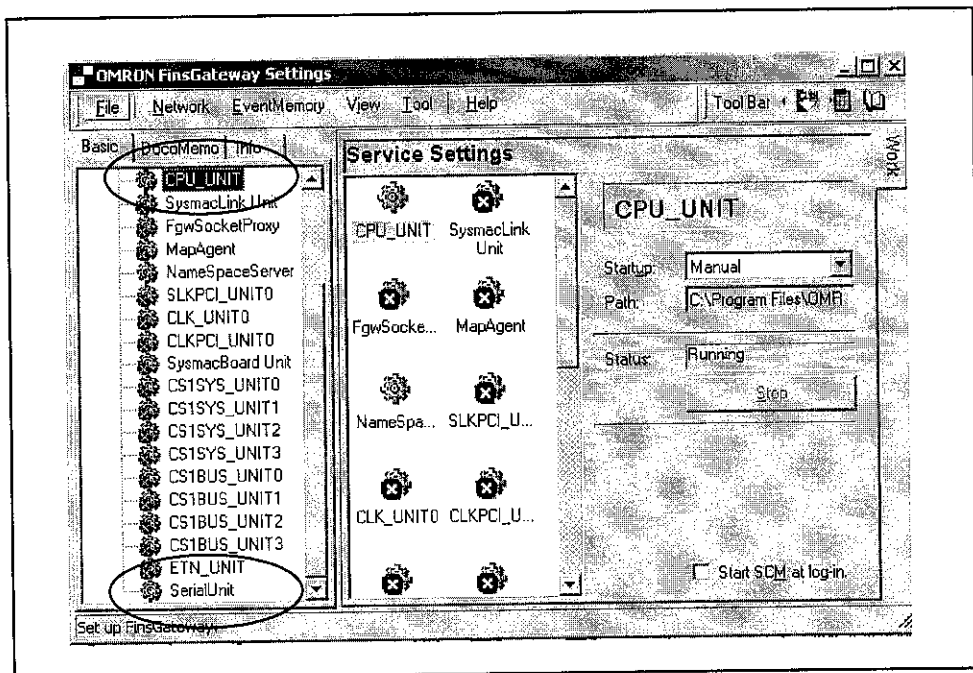 OMRON FinsGateway Settings
File Network EventMemory View Tool Help
Tool Bar
Basic DocoMemo Info
CPU_UNIT
SysmacLink Unit
FgwSocketProxy
MapAgent
NameSpaceServer
SLKPCI_UNIT0
CLK_UNIT0
CLKPCI_UNIT0
SysmacBoard Unit
CS1SYS_UNIT0
CS1SYS_UNIT1
CS1SYS_UNIT2
CS1SYS_UNIT3
CS1BUS_UNIT0
CS1BUS_UNIT1
CS1BUS_UNIT2
CS1BUS_UNIT3
ETN_UNIT
SerialUnit
Service Settings
CPU_UNIT SysmacLink
Unit
FgwSocke... MapAgent
NameSpa... SLKPCI_U...
CLK_UNIT0 CLKPCI_U...
Work
CPU_UNIT
Startup: Manual
Path: C:\Program Files\OMR
Status: Running
Stop
Start SCM at log-in.
Set up FinsGateway.